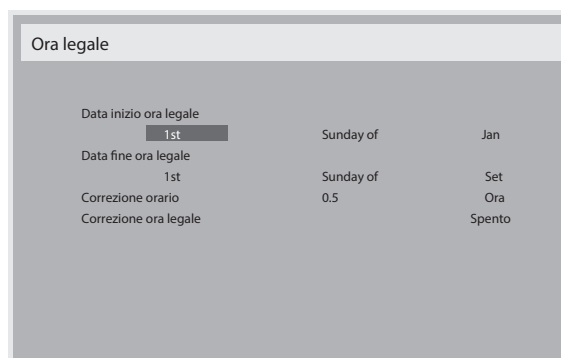 Ora legale
Data inizio ora legale
1st Sunday of Jan
Data fine ora legale
1st Sunday of Set
Correzione orario 0.5 Ora
Correzione ora legale Spento